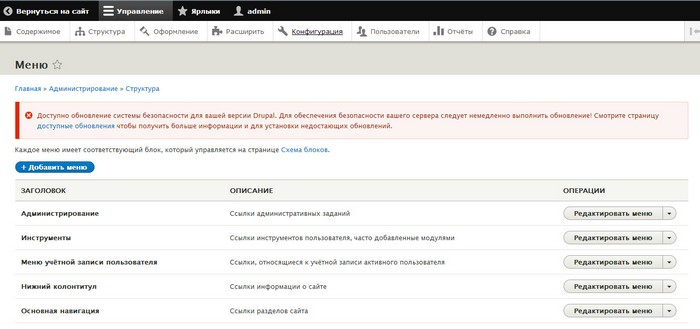 Вернуться на сайт Управление Ярлыки admin
Содержимое Структура Оформление Расширить Конфигурация Пользователи Отчёты Справка
Меню
Главная » Администрирование » Структура
Доступно обновление системы безопасности для вашей версии Drupal. Для обеспечения безопасности вашего сервера следует немедленно выполнить обновление! Смотрите страницу
доступные обновления чтобы получить больше информации и для установки недостающих обновлений.
Каждое меню имеет соответствующий блок, который управляется на странице Схема блоков.
+ Добавить меню
ЗАГОЛОВОК ОПИСАНИЕ ОПЕРАЦИИ
Администрирование Ссылки административных заданий Редактировать меню
Инструменты Ссылки инструментов пользователя, часто добавленные модулями Редактировать меню
Меню учётной записи пользователя Ссылки, относящиеся к учётной записи активного пользователя Редактировать меню
Нижний колонтитул Ссылки информации о сайте Редактировать меню
Основная навигация Ссылки разделов сайта Редактировать меню